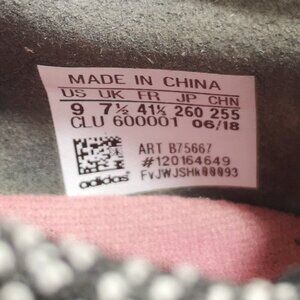 MADE IN CHINA
US UK FR JP CHN
9 7½ 41⅓ 260 255
CLU 600001 06/18
ART B75667
#120164649
FvJWJSHk00093
adidas